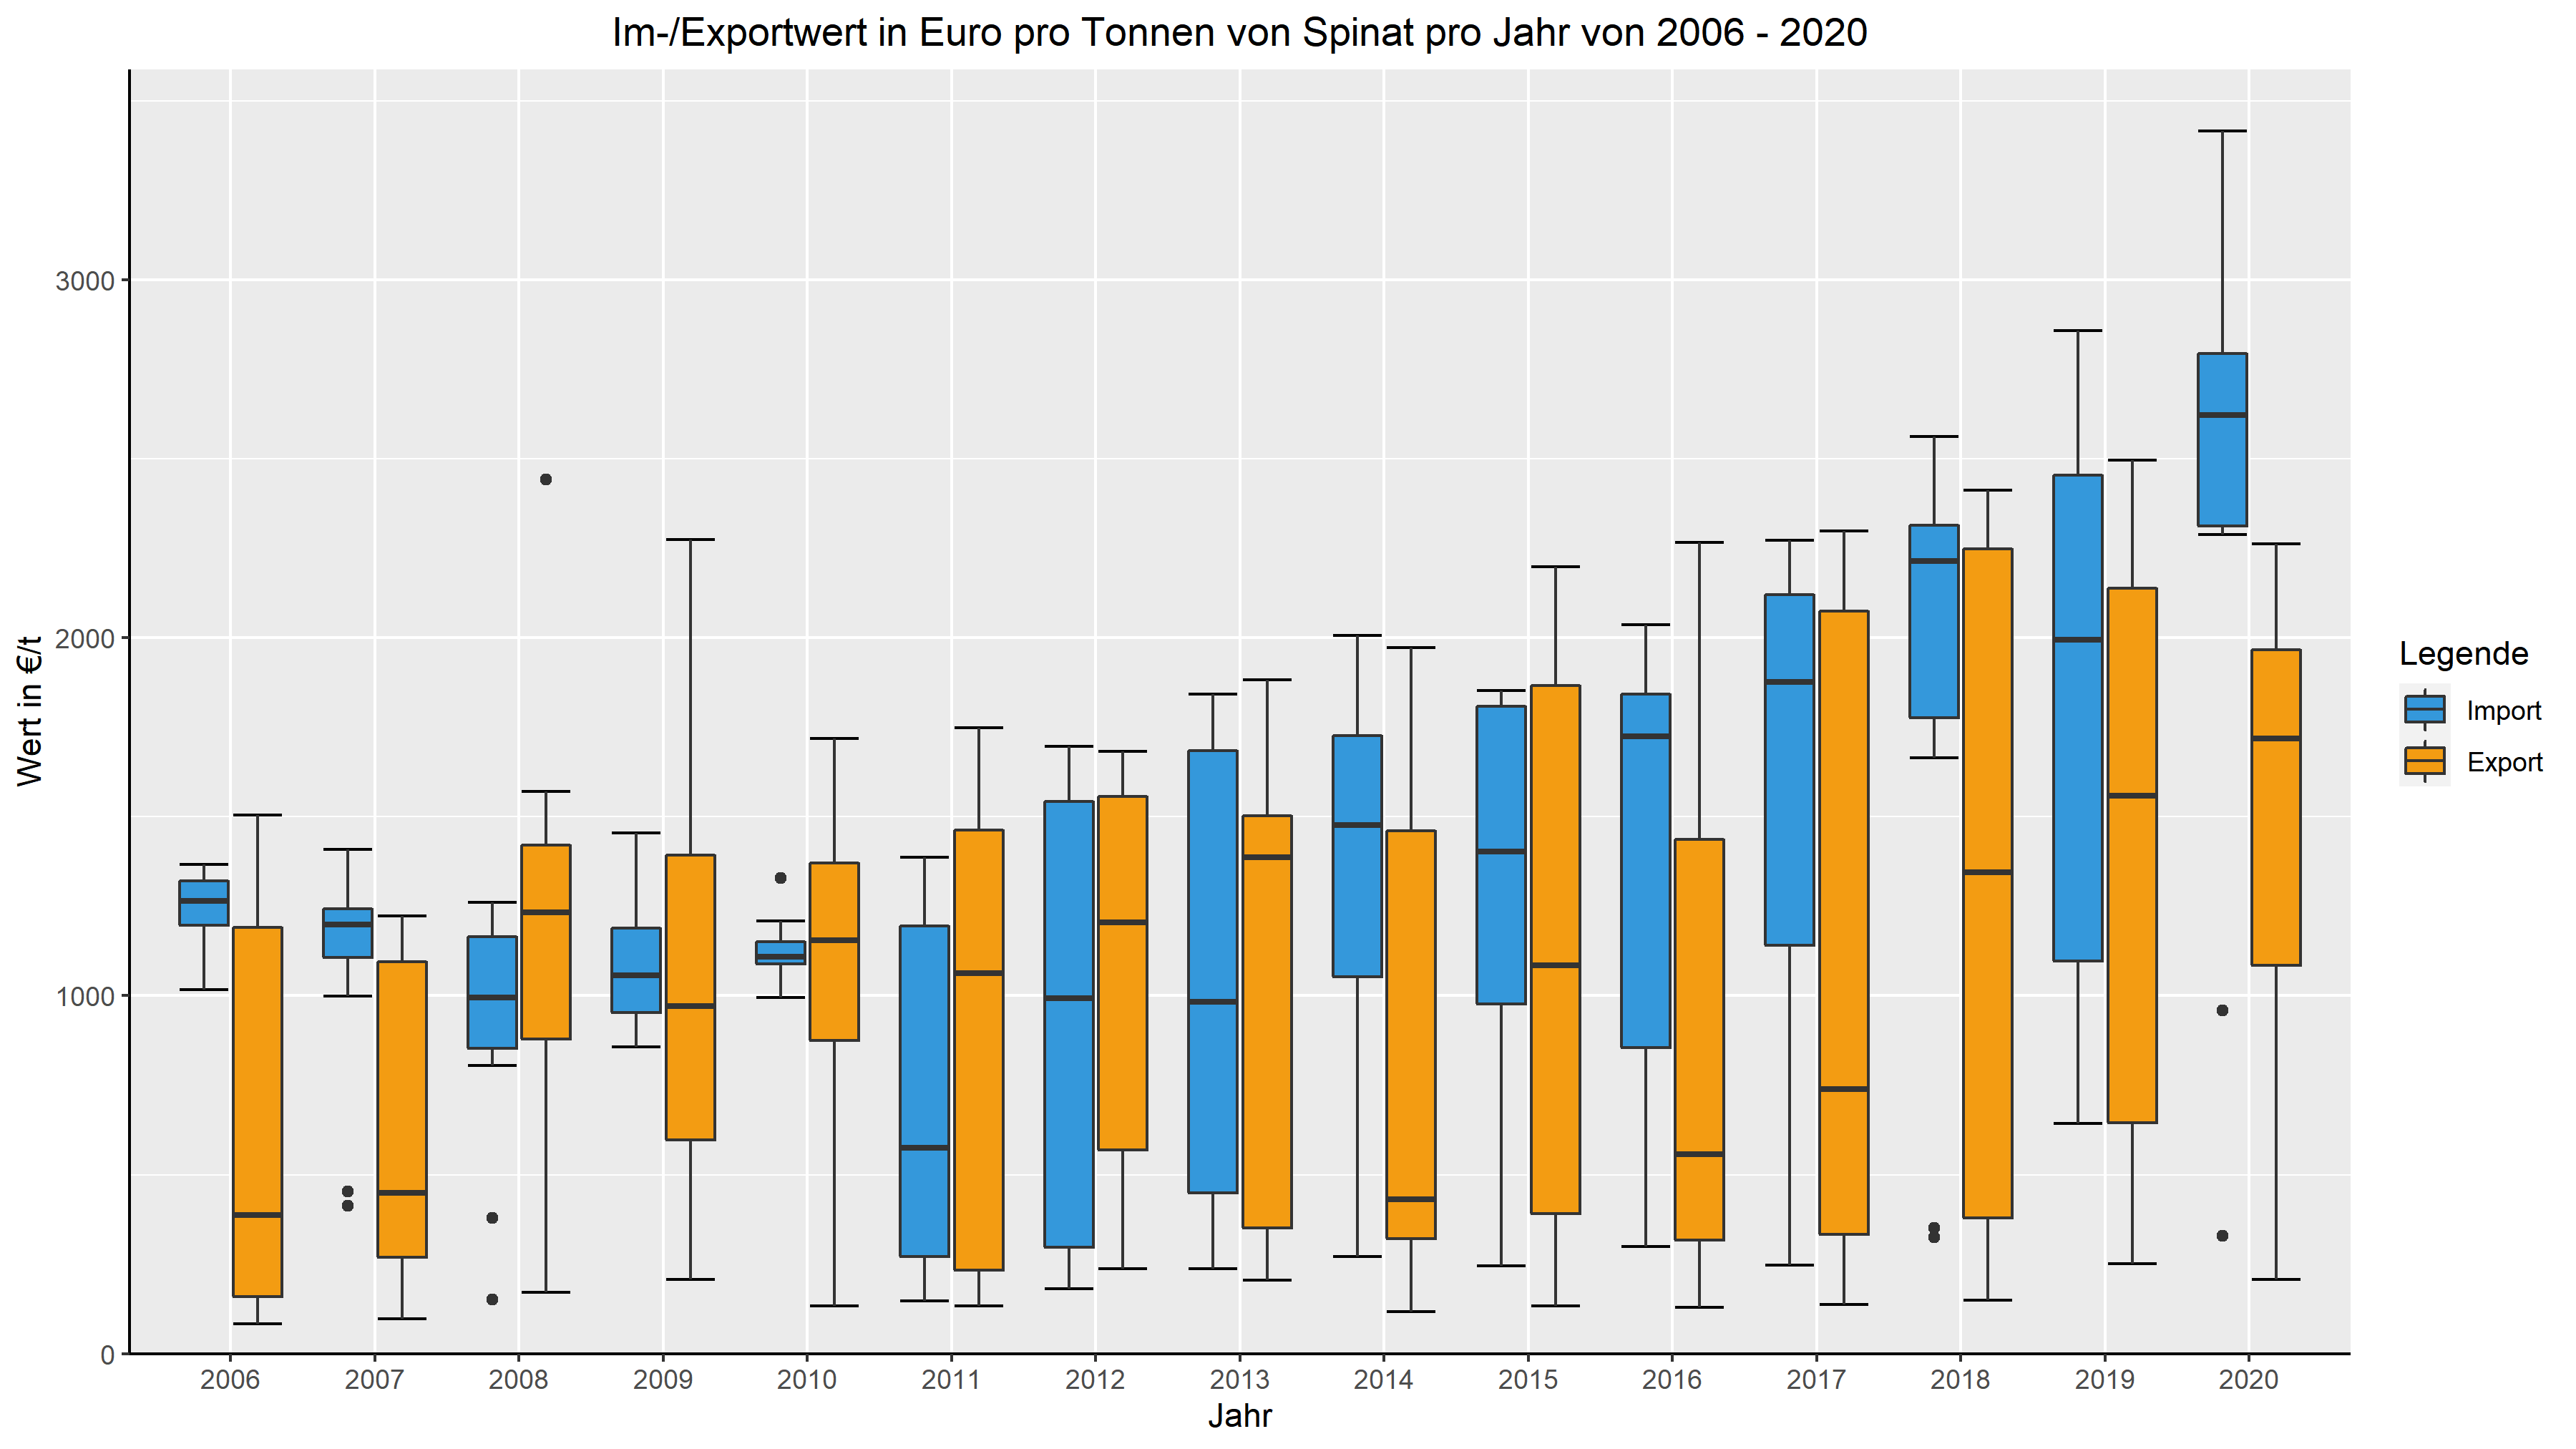 Im-/Exportwert in Euro pro Tonnen von Spinat pro Jahr von 2006 - 2020
Wert in €/t
3000
2000
1000
0
2006 2007 2008 2009 2010 2011 2012 2013 2014 2015 2016 2017 2018 2019 2020
Jahr
Legende
Import
Export